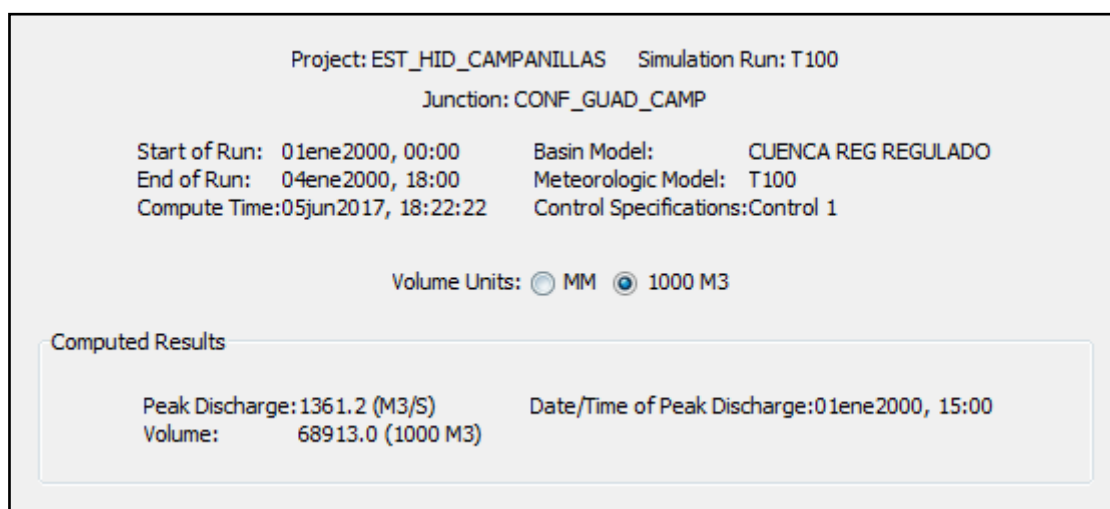 Project: EST_HID_CAMPANILLAS Simulation Run: T100
Junction: CONF_GUAD_CAMP
Start of Run: 01ene2000, 00:00 Basin Model: CUENCA REG REGULADO
End of Run: 04ene2000, 18:00 Meteorologic Model: T100
Compute Time:05jun2017, 18:22:22 Control Specifications:Control 1
Volume Units: MM 1000 M3
Computed Results
Peak Discharge:1361.2 (M3/S) Date/Time of Peak Discharge:01ene2000, 15:00
Volume: 68913.0 (1000 M3)